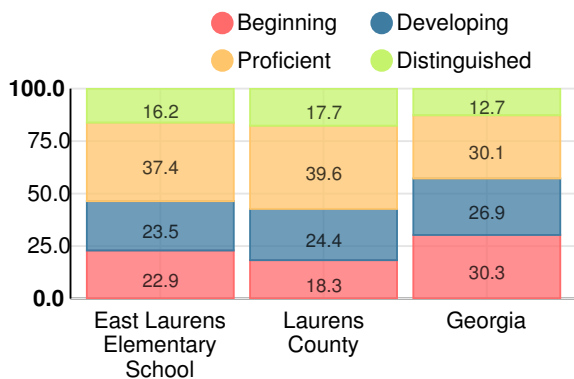 Beginning
Developing
Proficient
Distinguished
100.0
75.0
50.0
25.0
0.0
16.2
17.7
12.7
37.4
39.6
30.1
23.5
24.4
26.9
22.9
18.3
30.3
East Laurens
Elementary
School
Laurens
County
Georgia